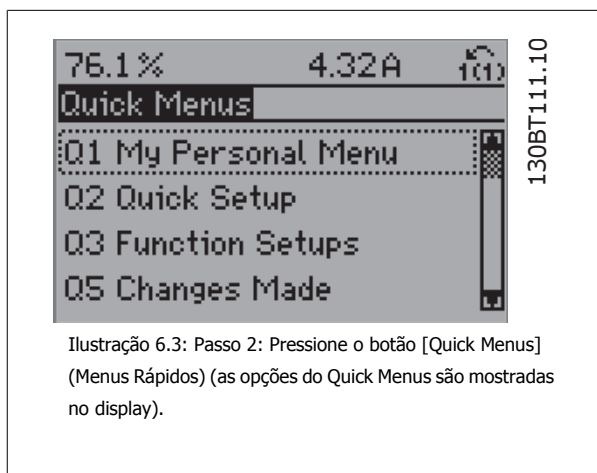 76.1% 4.32A 1(1)
Quick Menus
Q1 My Personal Menu
Q2 Quick Setup
Q3 Function Setups
Q5 Changes Made
130BT111.10
Ilustração 6.3: Passo 2: Pressione o botão [Quick Menus]
(Menus Rápidos) (as opções do Quick Menus são mostradas
no display).